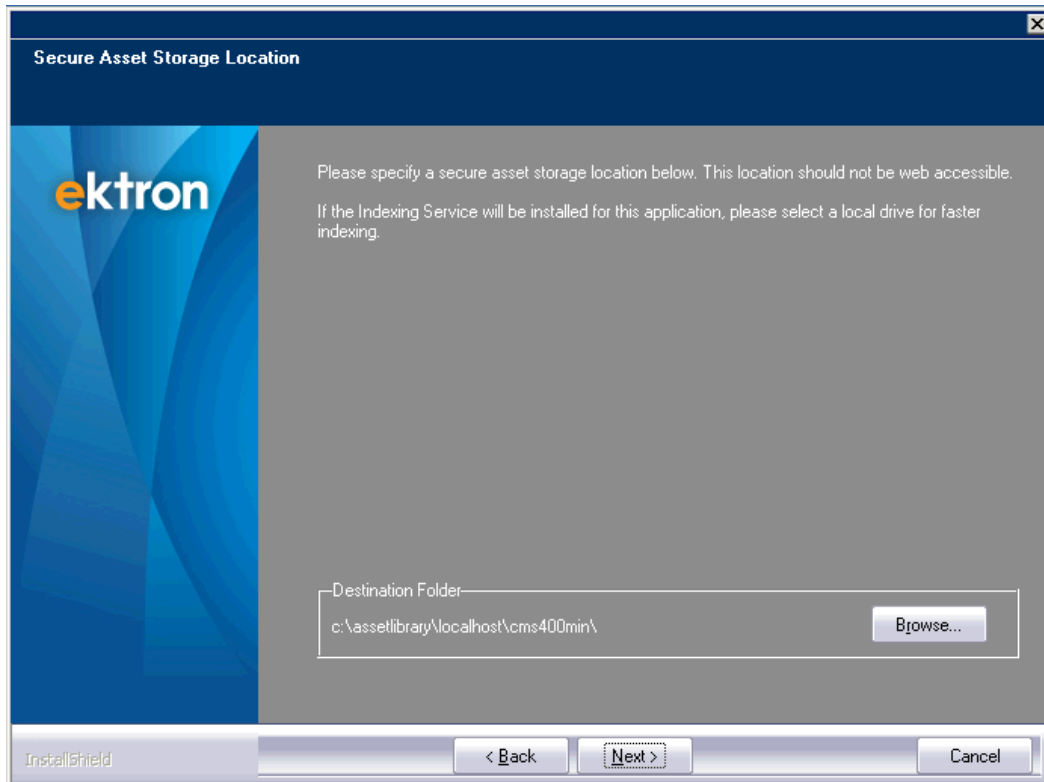 Secure Asset Storage Location
ektron
Please specify a secure asset storage location below. This location should not be web accessible.
If the Indexing Service will be installed for this application, please select a local drive for faster
indexing.
Destination Folder
c:\assetlibrary\localhost\cms400min\
Browse...
InstallShield
< Back
Next >
Cancel